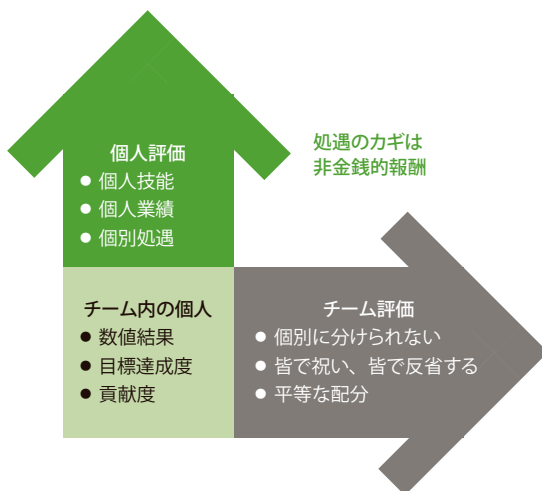 個人評価
● 個人技能
● 個人業績
● 個別処遇
処遇のカギは
非金銭的報酬
チーム内の個人
● 数値結果
● 目標達成度
● 貢献度
チーム評価
● 個別に分けられない
● 皆で祝い、皆で反省する
● 平等な配分